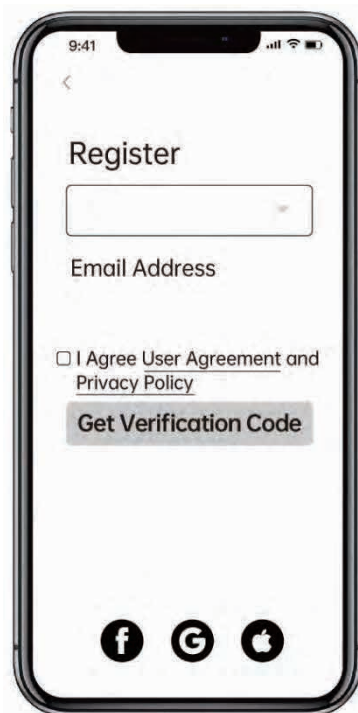 9:41
Register
Email Address
I Agree User Agreement and
Privacy Policy
Get Verification Code